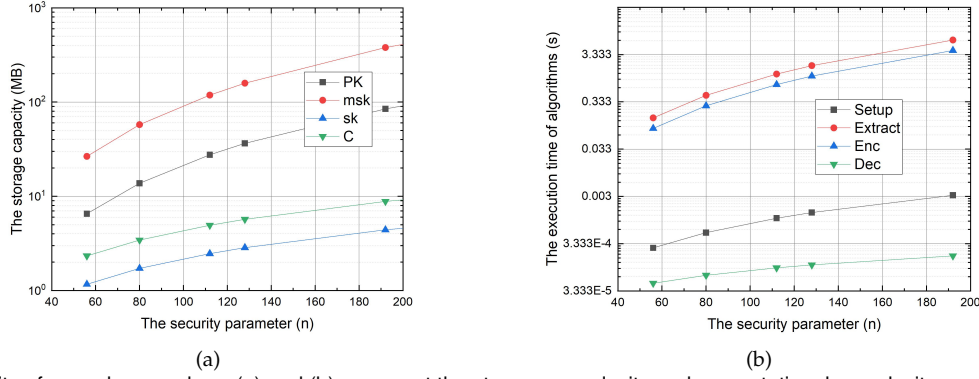 10³
10²
10¹
10⁰
The storage capacity (MB)
PK
msk
sk
C
40 60 80 100 120 140 160 180 200
The security parameter (n)
(a)
3.333
0.333
0.033
0.003
3.333E-4
3.333E-5
The execution time of algorithms (s)
Setup
Extract
Enc
Dec
40 60 80 100 120 140 160 180 200
The security parameter (n)
(b)